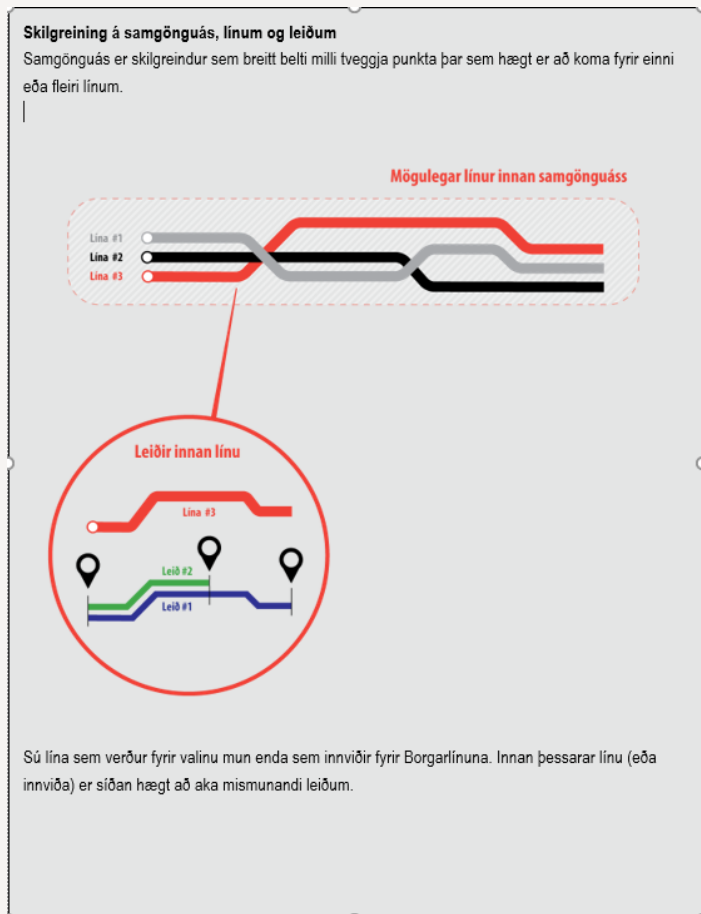 Skilgreining á samgönguás, línum og leiðum
Samgönguás er skilgreindur sem breitt belti milli tveggja punkta þar sem hægt er að koma fyrir einni
eða fleiri línum.
Mögulegar línur innan samgönguáss
Lína #1
Lína #2
Lína #3
Leiðir innan línu
Lína #3
Leið #2
Leið #1
Sú lína sem verður fyrir valinu mun enda sem innviðir fyrir Borgarlínuna. Innan þessarar línu (eða
innviða) er síðan hægt að aka mismunandi leiðum.